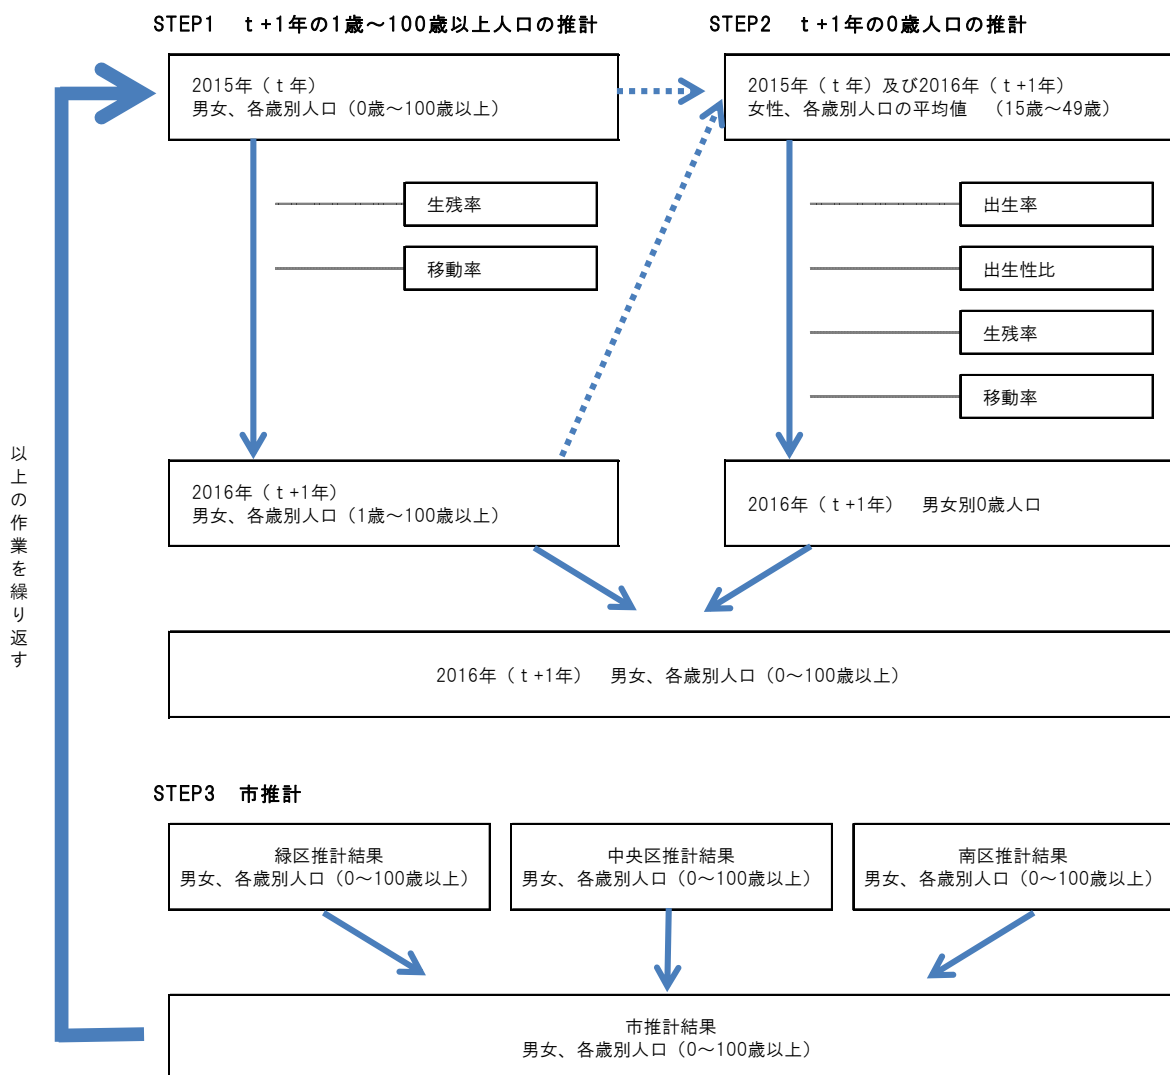 STEP1　ｔ+1年の1歳～100歳以上人口の推計
STEP2　ｔ+1年の0歳人口の推計
2015年（ｔ年）
男女、各歳別人口（0歳～100歳以上）
2015年（ｔ年）及び2016年（ｔ+1年）
女性、各歳別人口の平均値　（15歳～49歳）
生残率
移動率
出生率
出生性比
生残率
移動率
以上の作業を繰り返す
2016年（ｔ+1年）
男女、各歳別人口（1歳～100歳以上）
2016年（ｔ+1年）　男女別0歳人口
2016年（ｔ+1年）　男女、各歳別人口（0～100歳以上）
STEP3　市推計
緑区推計結果
男女、各歳別人口（0～100歳以上）
中央区推計結果
男女、各歳別人口（0～100歳以上）
南区推計結果
男女、各歳別人口（0～100歳以上）
市推計結果
男女、各歳別人口（0～100歳以上）